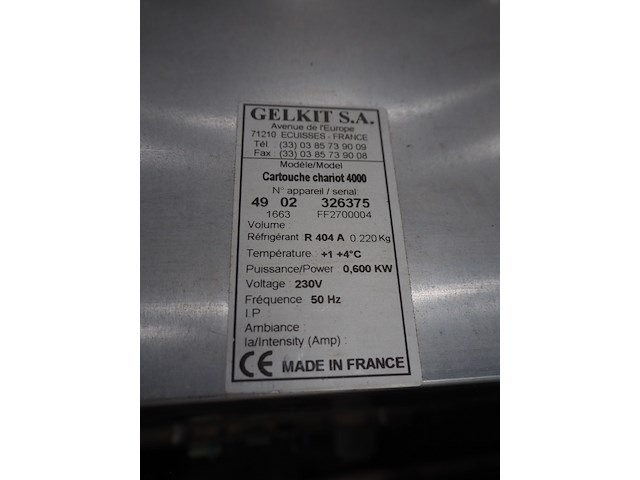 GELKIT S.A.
Avenue de l'Europe
71210 ECUISSES - FRANCE
Tél. : (33) 03 85 73 90 09
Fax : (33) 03 85 73 90 08
Modèle/Model
Cartouche chariot 4000
N° appareil / serial:
49 02 326375
1663 FF2700004
Volume :
Réfrigérant : R 404 A 0.220 Kg
Température : +1 +4°C
Puissance/Power : 0,600 KW
Voltage : 230V
Fréquence : 50 Hz
I.P :
Ambiance :
Ia/Intensity (Amp) :
CE MADE IN FRANCE